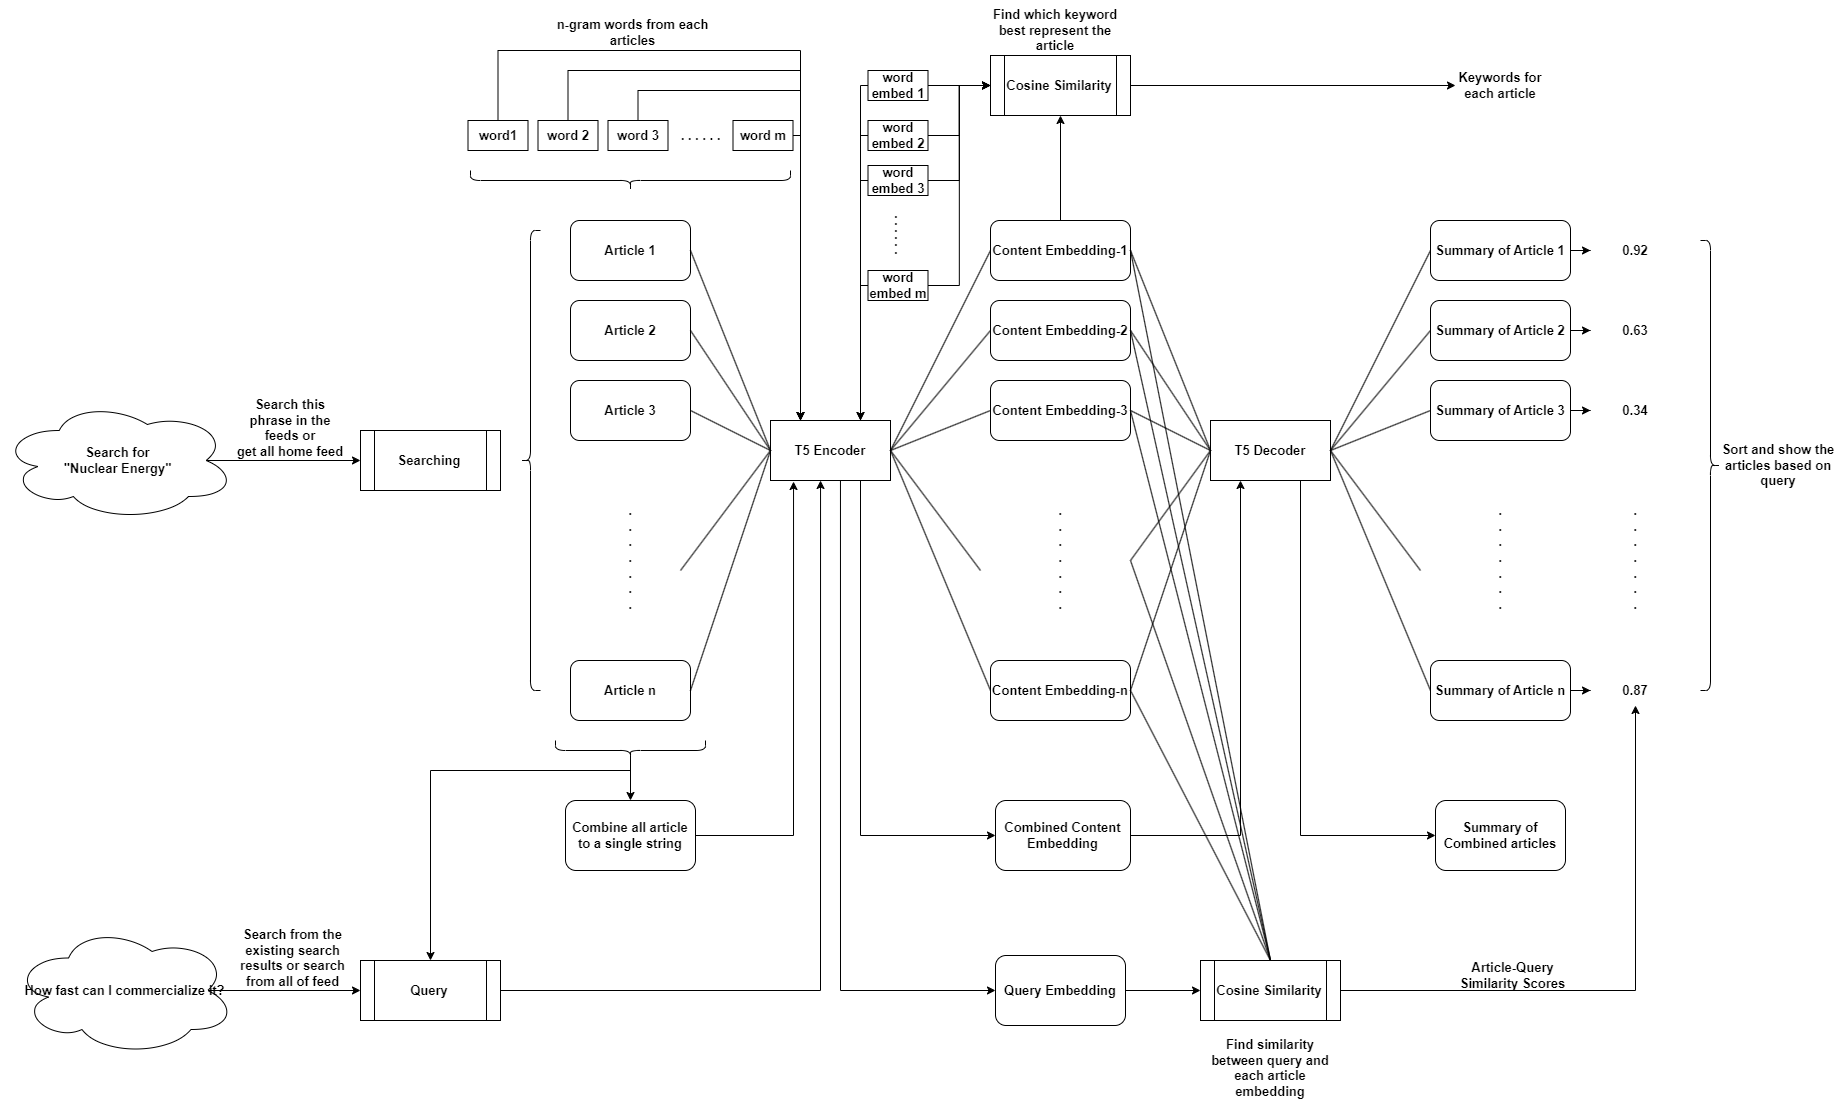 n-gram words from each
articles
word1
word 2
word 3
......
word m
Find which keyword
best represent the
article
word
embed 1
word
embed 2
word
embed 3
word
embed m
Cosine Similarity
Keywords for
each article
Search for
"Nuclear Energy"
Search this
phrase in the
feeds or
get all home feed
Searching
Article 1
Article 2
Article 3
Article n
T5 Encoder
Content Embedding-1
Content Embedding-2
Content Embedding-3
Content Embedding-n
T5 Decoder
Summary of Article 1
0.92
Summary of Article 2
0.63
Summary of Article 3
0.34
Summary of Article n
0.87
Sort and show the
articles based on
query
Combine all article
to a single string
Combined Content
Embedding
Summary of
Combined articles
How fast can I commercialize it?
Search from the
existing search
results or search
from all of feed
Query
Query Embedding
Cosine Similarity
Article-Query
Similarity Scores
Find similarity
between query and
each article
embedding